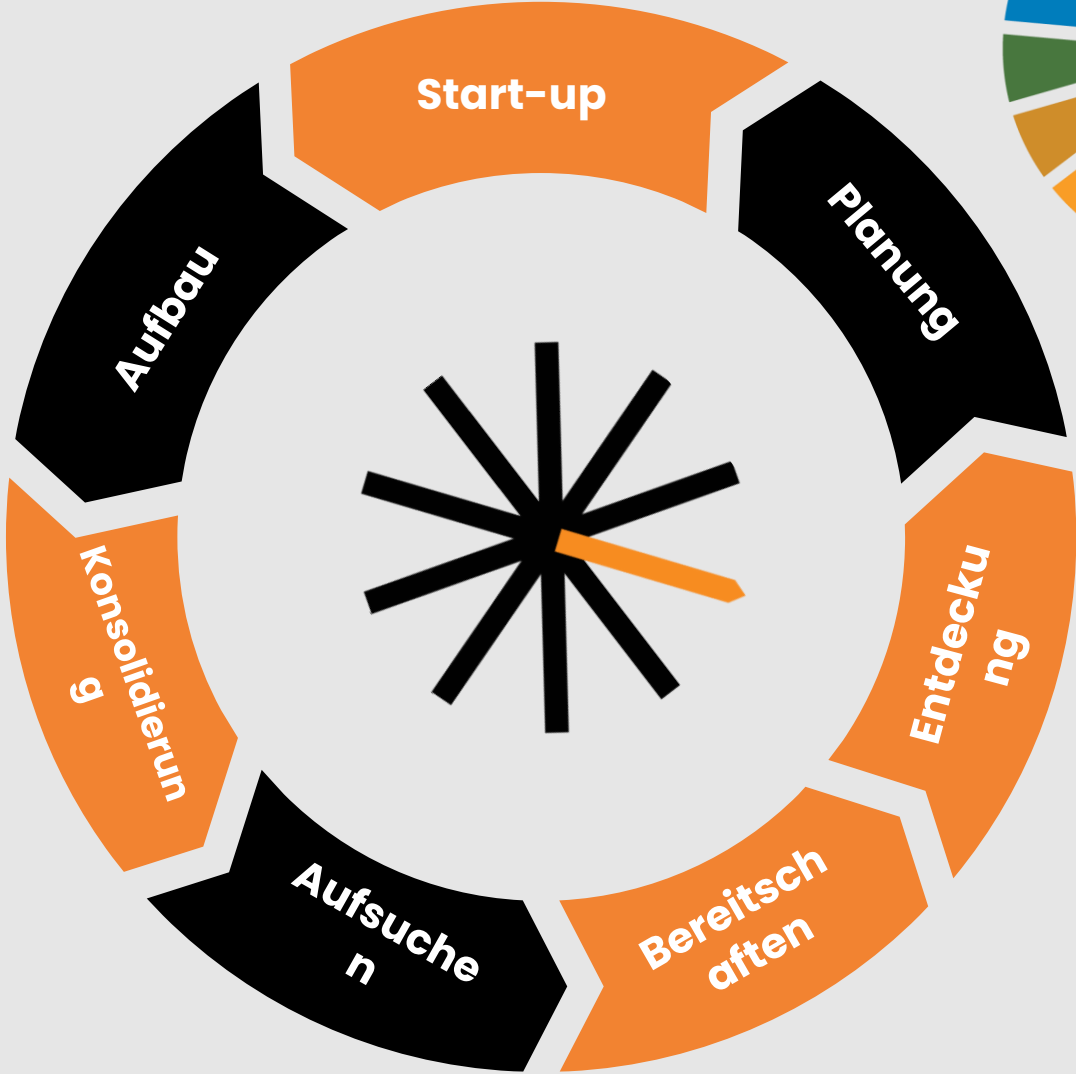 Start-up
Planung
Entdecku
ng
Bereitsch
aften
Aufsuche
n
Konsolidierun
g
Aufbau